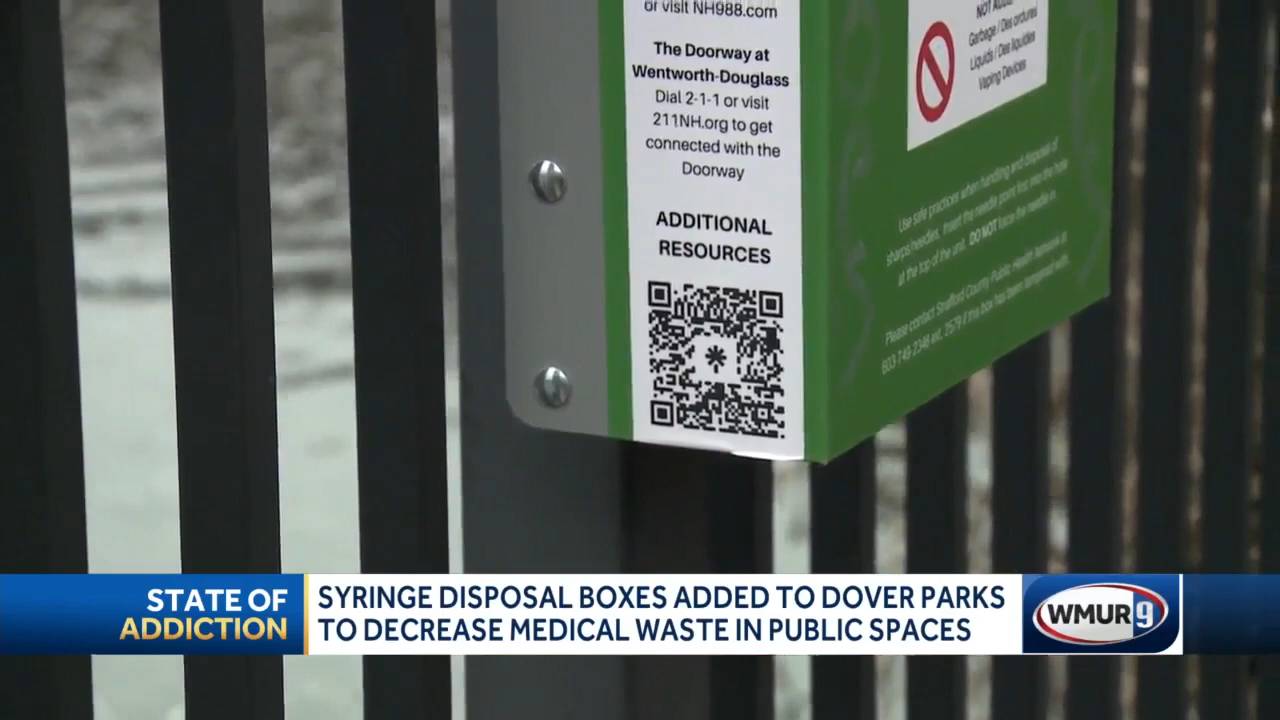 or visit NH988.com
The Doorway at
Wentworth-Douglass
Dial 2-1-1 or visit
211NH.org to get
connected with the
Doorway
ADDITIONAL
RESOURCES
NOT ADD
Garbage / Des ordures
Liquids / Des liquides
Vaping Devices
Use safe practices when handling and disposal of
sharps needles. Insert the needle point first into the hole
at the top of the unit. DO NOT force the needle in.
Please contact Strafford County Public Health Network at
603-749-2346 ext. 2579 if this box has been tampered with.
STATE OF
ADDICTION
SYRINGE DISPOSAL BOXES ADDED TO DOVER PARKS
TO DECREASE MEDICAL WASTE IN PUBLIC SPACES
WMUR 9